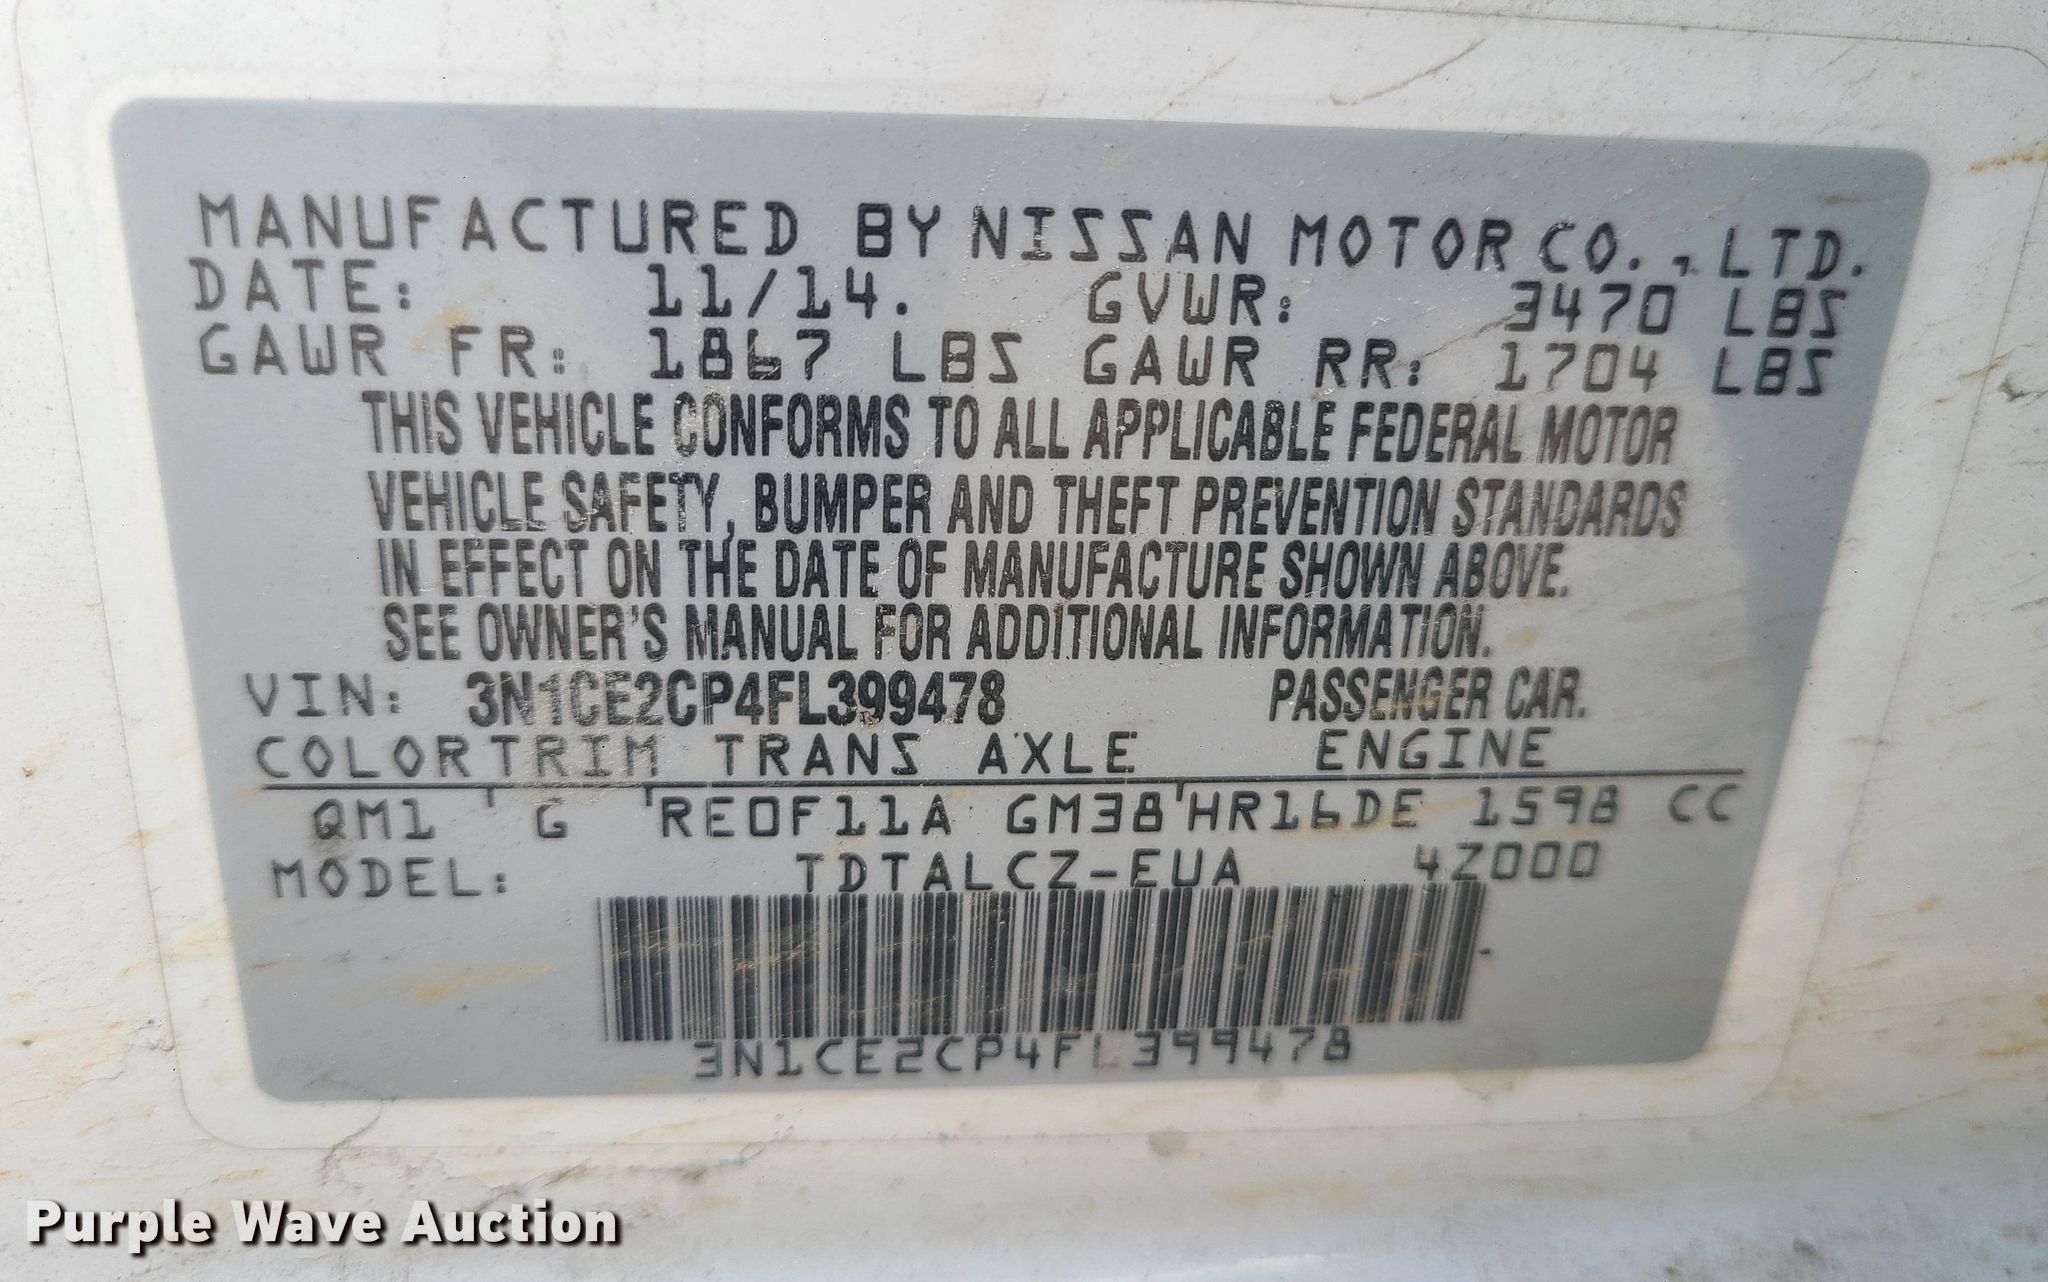 MANUFACTURED BY NISSAN MOTOR CO., LTD.
DATE: 11/14. GVWR: 3470 LBS
GAWR FR: 1867 LBS GAWR RR: 1704 LBS
THIS VEHICLE CONFORMS TO ALL APPLICABLE FEDERAL MOTOR
VEHICLE SAFETY, BUMPER AND THEFT PREVENTION STANDARDS
IN EFFECT ON THE DATE OF MANUFACTURE SHOWN ABOVE.
SEE OWNER'S MANUAL FOR ADDITIONAL INFORMATION.
VIN: 3N1CE2CP4FL399478 PASSENGER CAR.
COLOR TRIM TRANS AXLE ENGINE
QM1 G RE0F11A GM38 HR16DE 1598 CC
MODEL: TDTALCZ-EUA 4Z000
3N1CE2CP4FL399478
Purple Wave Auction